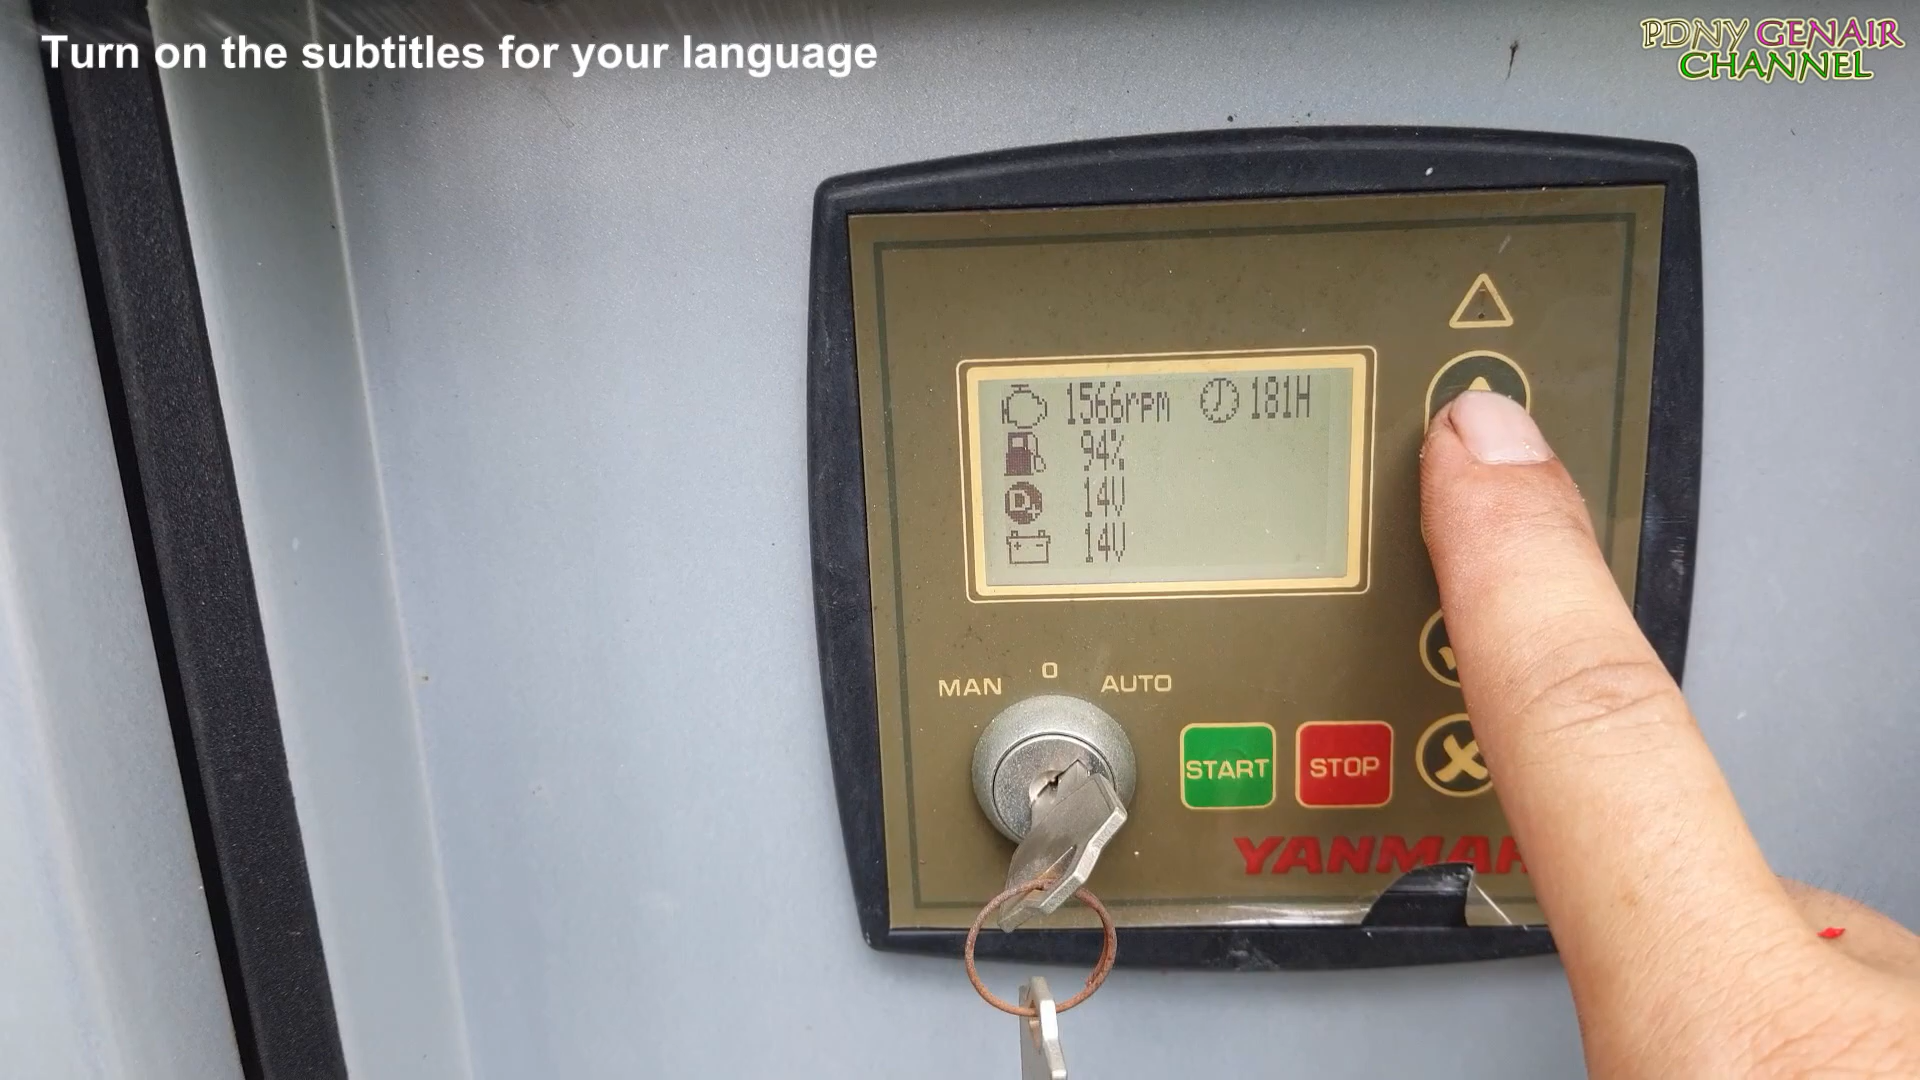 Turn on the subtitles for your language
PDNY GENAIR
CHANNEL
1566rpm 181H
94%
14V
14V
MAN 0 AUTO
START STOP
YANMAR